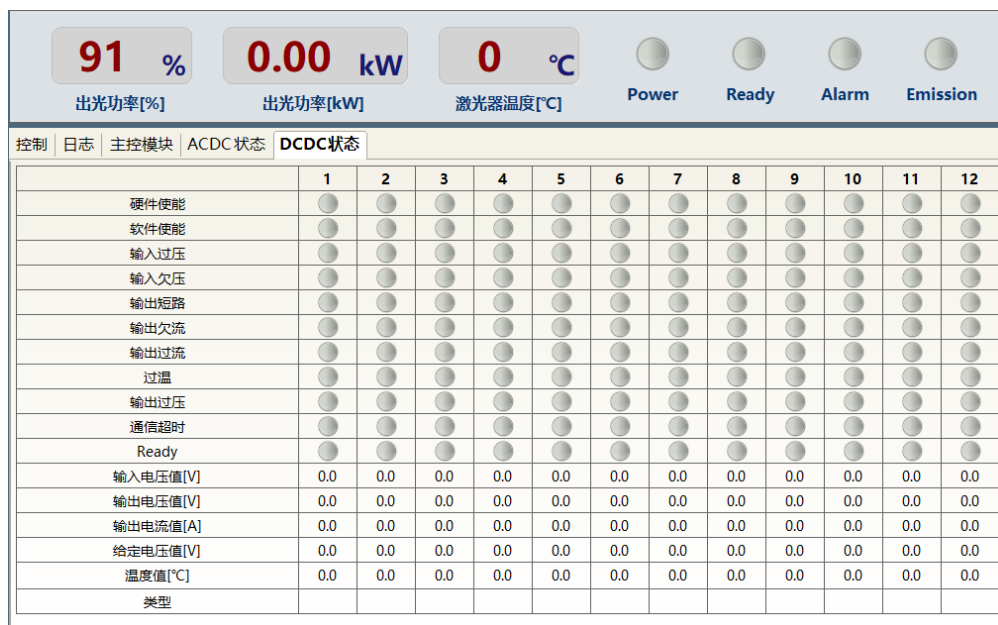 91 % 0.00 kW 0 ℃
出光功率[%] 出光功率[kW] 激光器温度[℃] Power Ready Alarm Emission
控制 日志 主控模块 ACDC状态 DCDC状态
1 2 3 4 5 6 7 8 9 10 11 12
硬件使能
软件使能
输入过压
输入欠压
输出短路
输出欠流
输出过流
过温
输出过压
通信超时
Ready
输入电压值[V] 0.0 0.0 0.0 0.0 0.0 0.0 0.0 0.0 0.0 0.0 0.0 0.0
输出电压值[V] 0.0 0.0 0.0 0.0 0.0 0.0 0.0 0.0 0.0 0.0 0.0 0.0
输出电流值[A] 0.0 0.0 0.0 0.0 0.0 0.0 0.0 0.0 0.0 0.0 0.0 0.0
给定电压值[V] 0.0 0.0 0.0 0.0 0.0 0.0 0.0 0.0 0.0 0.0 0.0 0.0
温度值[℃] 0.0 0.0 0.0 0.0 0.0 0.0 0.0 0.0 0.0 0.0 0.0 0.0
类型